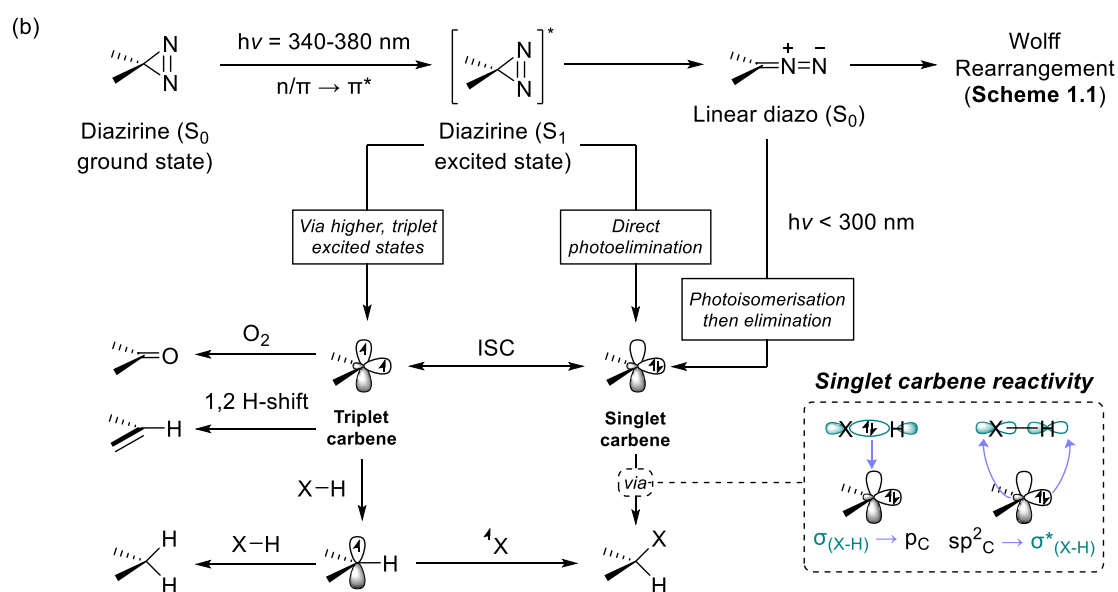 (b)
N
N
hν = 340-380 nm
n/π → π*
N
N
*
+
−
N=N
Wolff
Rearrangement
(Scheme 1.1)
Diazirine (S0
ground state)
Diazirine (S1
excited state)
Linear diazo (S0)
Via higher, triplet
excited states
Direct
photoelimination
hν < 300 nm
Photoisomerisation
then elimination
O
O2
ISC
H
1,2 H-shift
Triplet
carbene
Singlet
carbene
Singlet carbene reactivity
X
H
X
H
σ(X-H) → pC
sp2C → σ*(X-H)
X−H
via
H
H
X−H
H
X
X
H